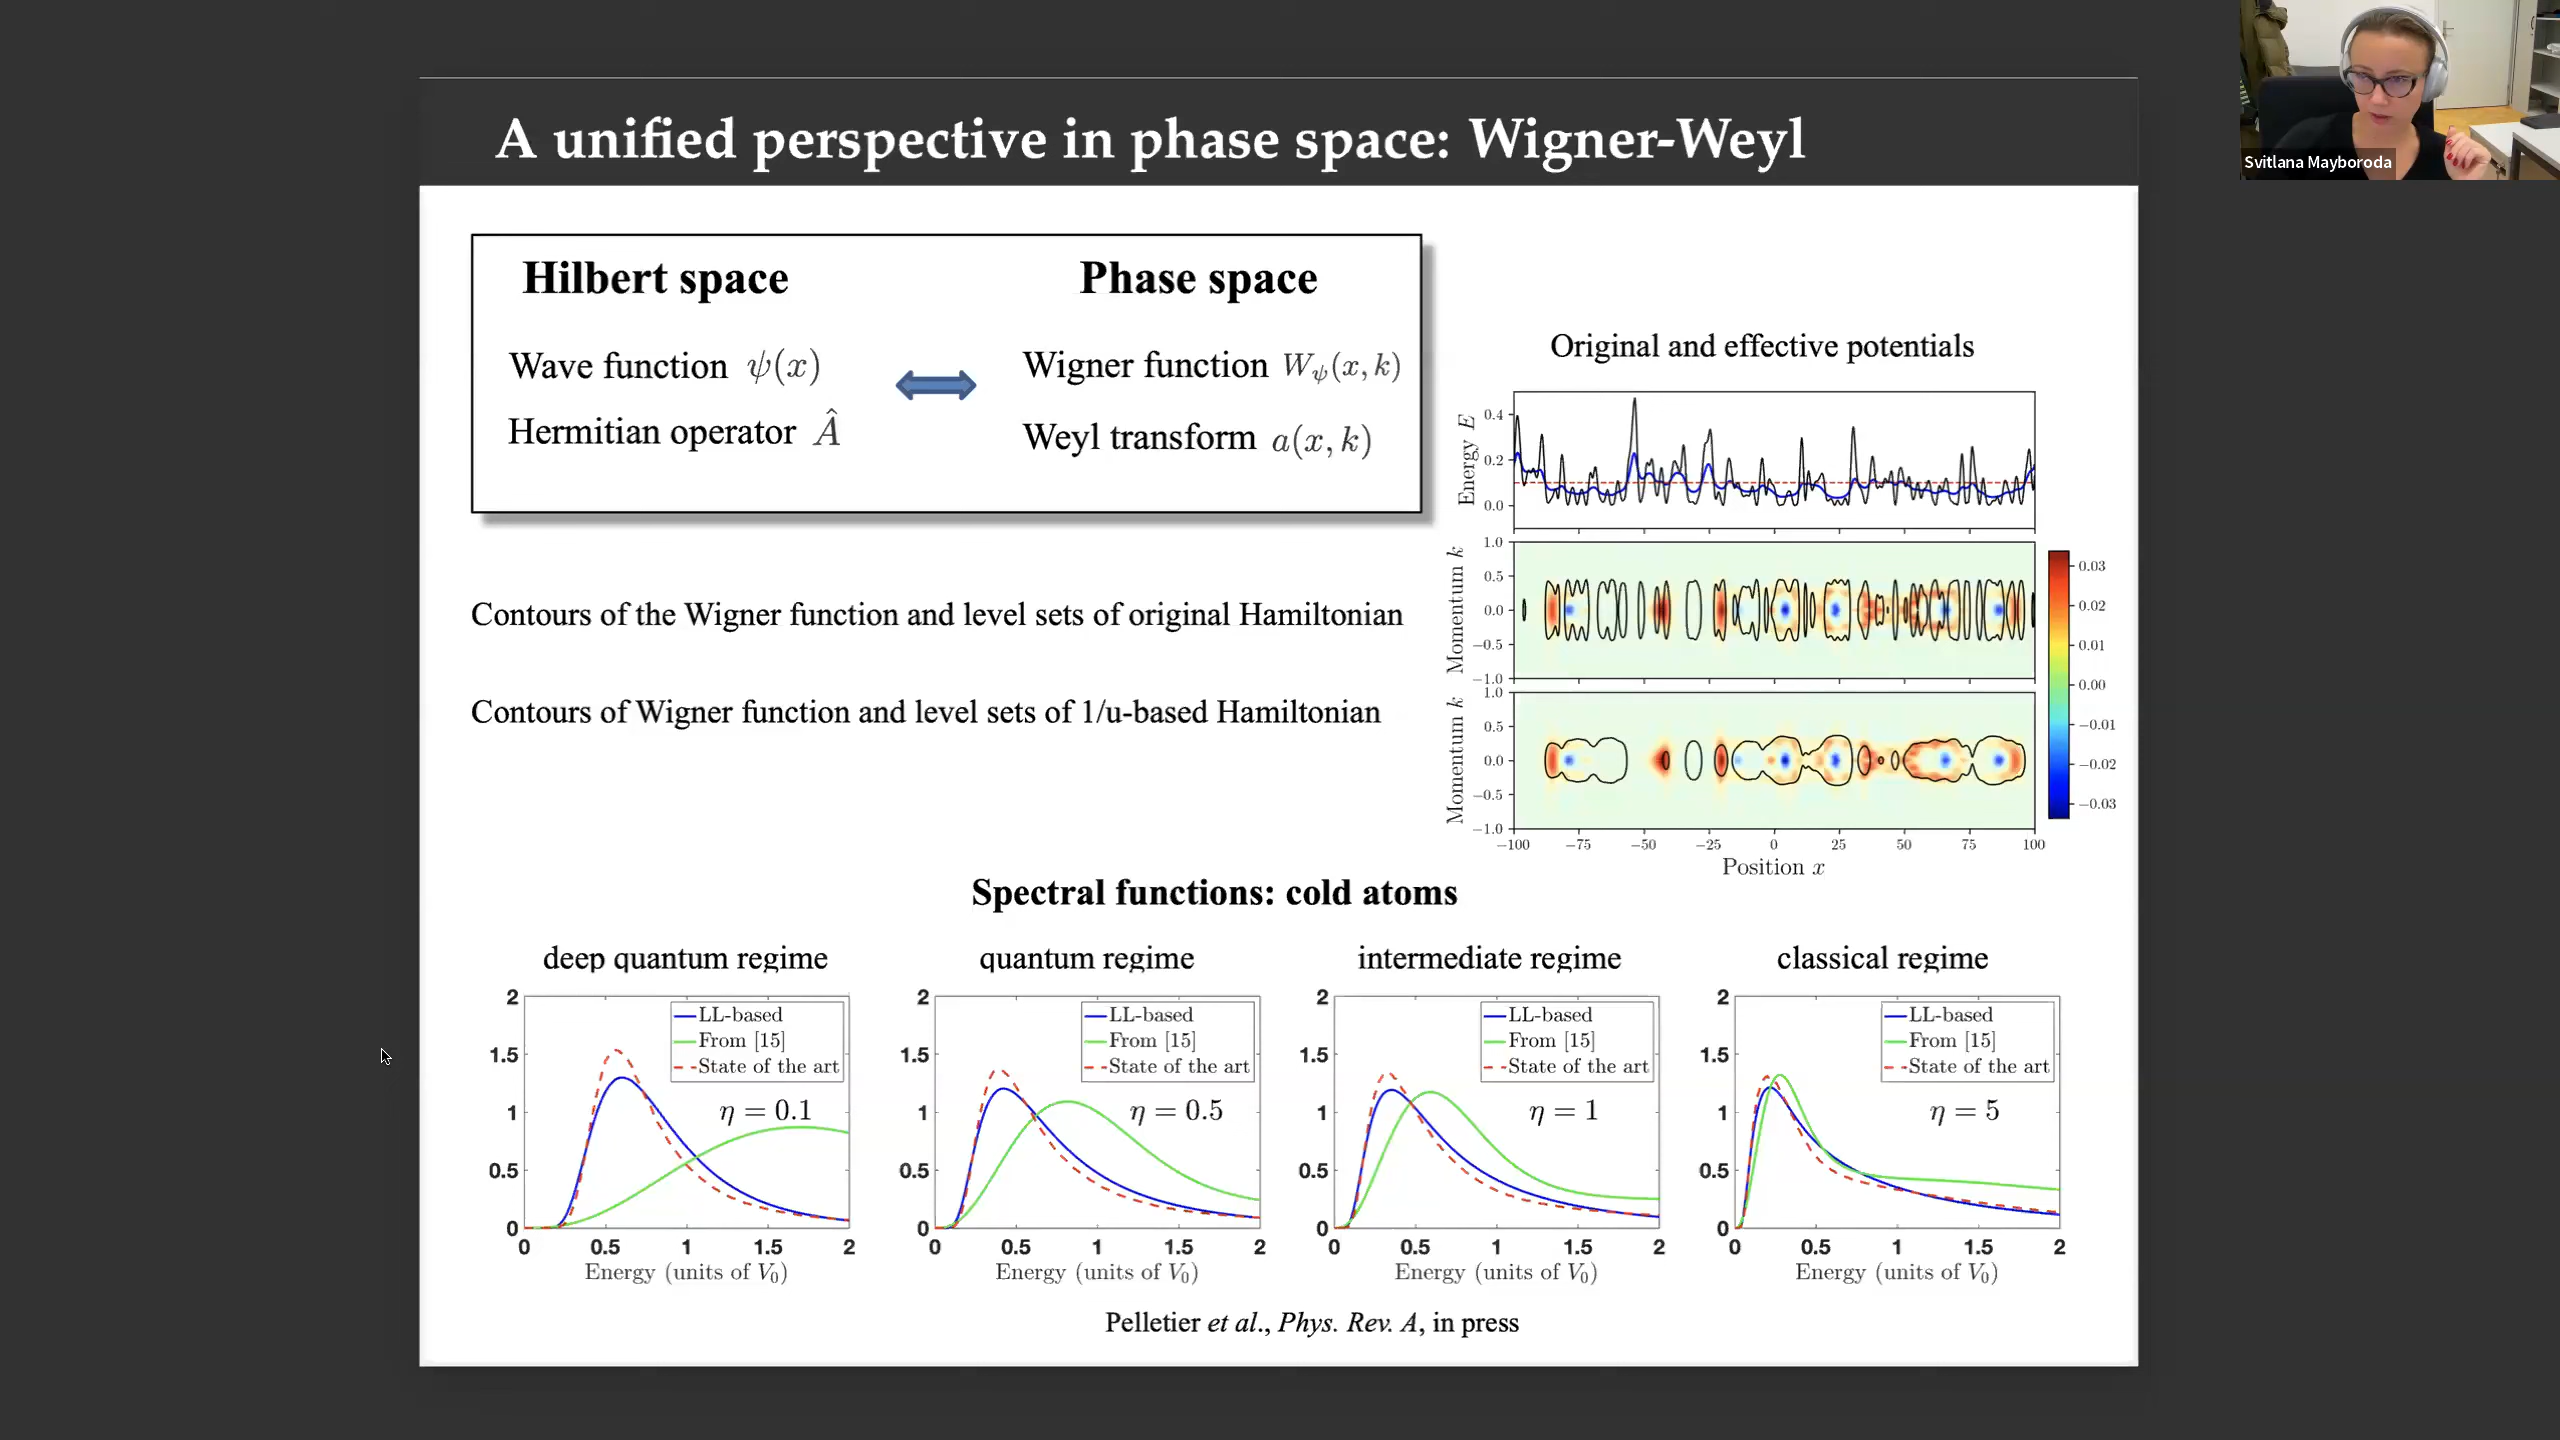 Svitlana Mayboroda
A unified perspective in phase space: Wigner-Weyl
Hilbert space
Phase space
Wave function ψ(x)
Wigner function W_ψ(x, k)
Hermitian operator Â
Weyl transform a(x, k)
Original and effective potentials
Energy E
0.4
0.2
0.0
Contours of the Wigner function and level sets of original Hamiltonian
Momentum k
1.0
0.5
0.0
−0.5
−1.0
Contours of Wigner function and level sets of 1/u-based Hamiltonian
Momentum k
1.0
0.5
0.0
−0.5
−1.0
−100 −75 −50 −25 0 25 50 75 100
Position x
0.03
0.02
0.01
0.00
−0.01
−0.02
−0.03
Spectral functions: cold atoms
deep quantum regime
2
1.5
1
0.5
0
LL-based
From [15]
State of the art
η = 0.1
0 0.5 1 1.5 2
Energy (units of V₀)
quantum regime
2
1.5
1
0.5
0
LL-based
From [15]
State of the art
η = 0.5
0 0.5 1 1.5 2
Energy (units of V₀)
intermediate regime
2
1.5
1
0.5
0
LL-based
From [15]
State of the art
η = 1
0 0.5 1 1.5 2
Energy (units of V₀)
classical regime
2
1.5
1
0.5
0
LL-based
From [15]
State of the art
η = 5
0 0.5 1 1.5 2
Energy (units of V₀)
Pelletier et al., Phys. Rev. A, in press